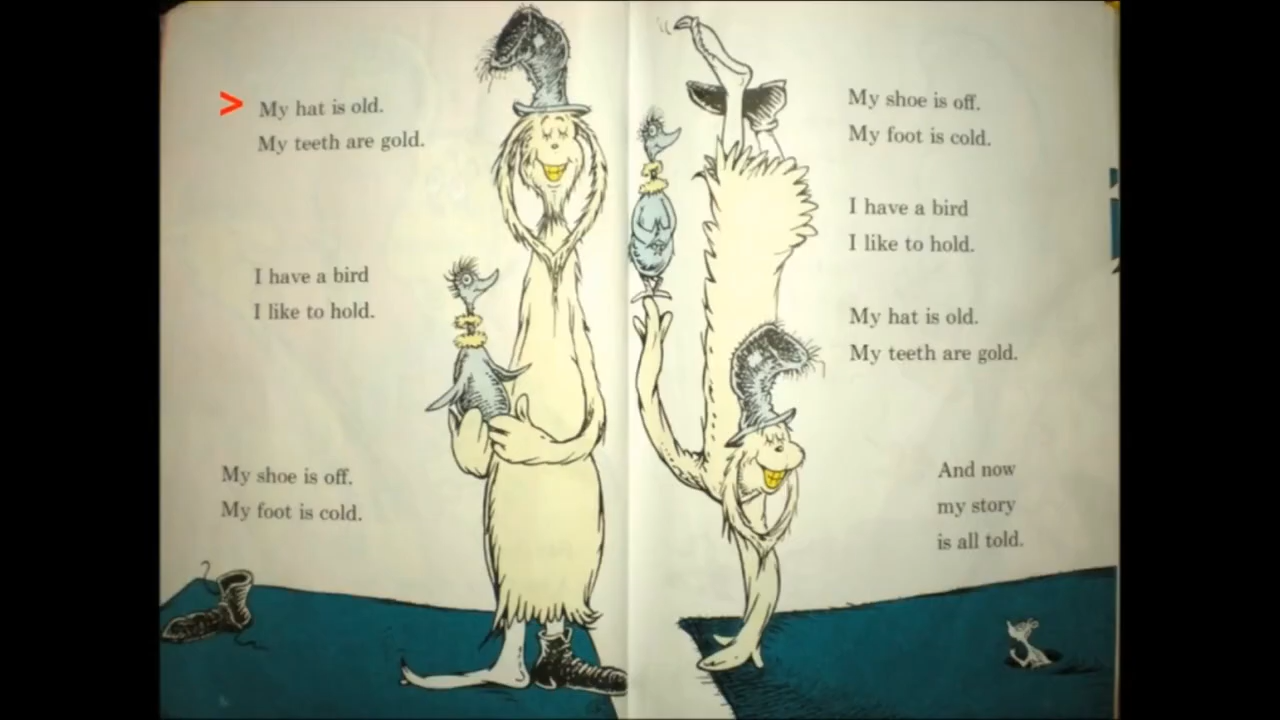 > My hat is old.
My teeth are gold.
I have a bird
I like to hold.
My shoe is off.
My foot is cold.
My shoe is off.
My foot is cold.
I have a bird
I like to hold.
My hat is old.
My teeth are gold.
And now
my story
is all told.